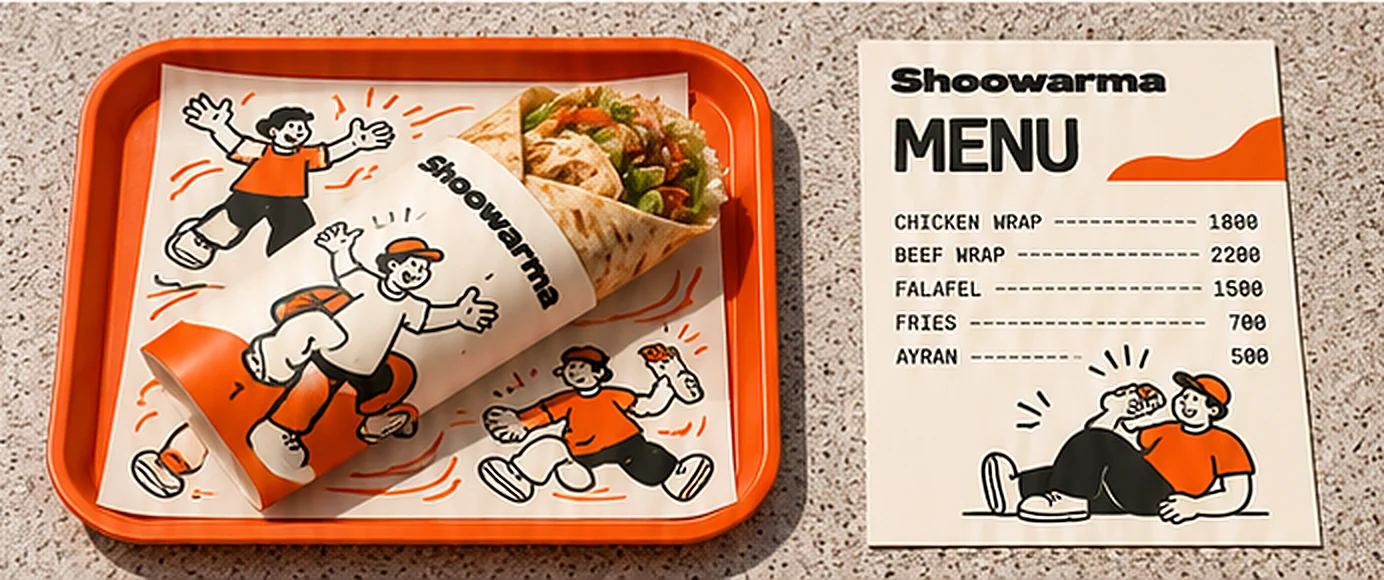 Shoowarma
Shoowarma
MENU
CHICKEN WRAP ---------------- 1800
BEEF WRAP -------------------- 2200
FALAFEL ---------------------- 1500
FRIES ------------------------- 700
AYRAN ----------- 500